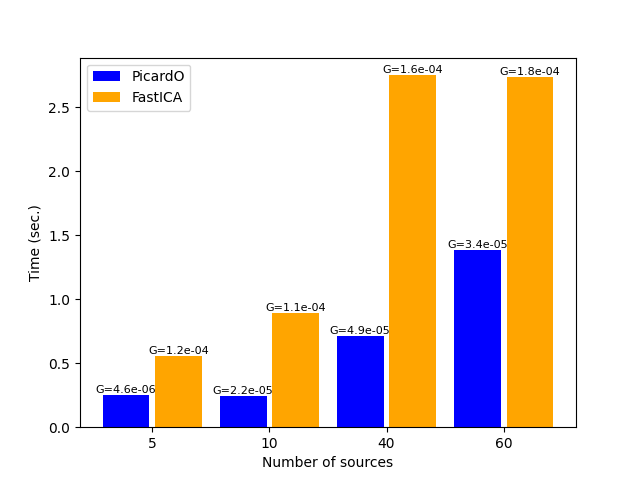 PicardO
FastICA
G=4.6e-06
G=1.2e-04
G=2.2e-05
G=1.1e-04
G=4.9e-05
G=1.6e-04
G=3.4e-05
G=1.8e-04
2.5
2.0
1.5
1.0
0.5
0.0
Time (sec.)
5 10 40 60
Number of sources